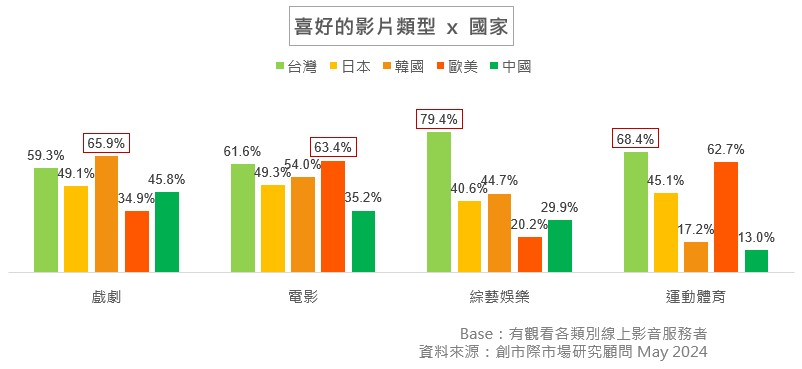 喜好的影片類型 x 國家
台灣 日本 韓國 歐美 中國
59.3% 49.1% 65.9% 34.9% 45.8%
61.6% 49.3% 54.0% 63.4% 35.2%
79.4% 40.6% 44.7% 20.2% 29.9%
68.4% 45.1% 17.2% 62.7% 13.0%
戲劇 電影 綜藝娛樂 運動體育
Base：有觀看各類別線上影音服務者
資料來源：創市際市場研究顧問 May 2024